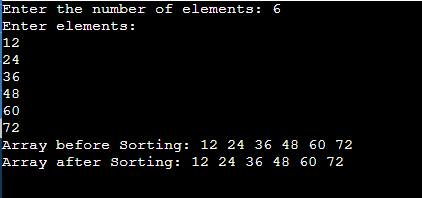 Enter the number of elements: 6
Enter elements:
12
24
36
48
60
72
Array before Sorting: 12 24 36 48 60 72
Array after Sorting: 12 24 36 48 60 72